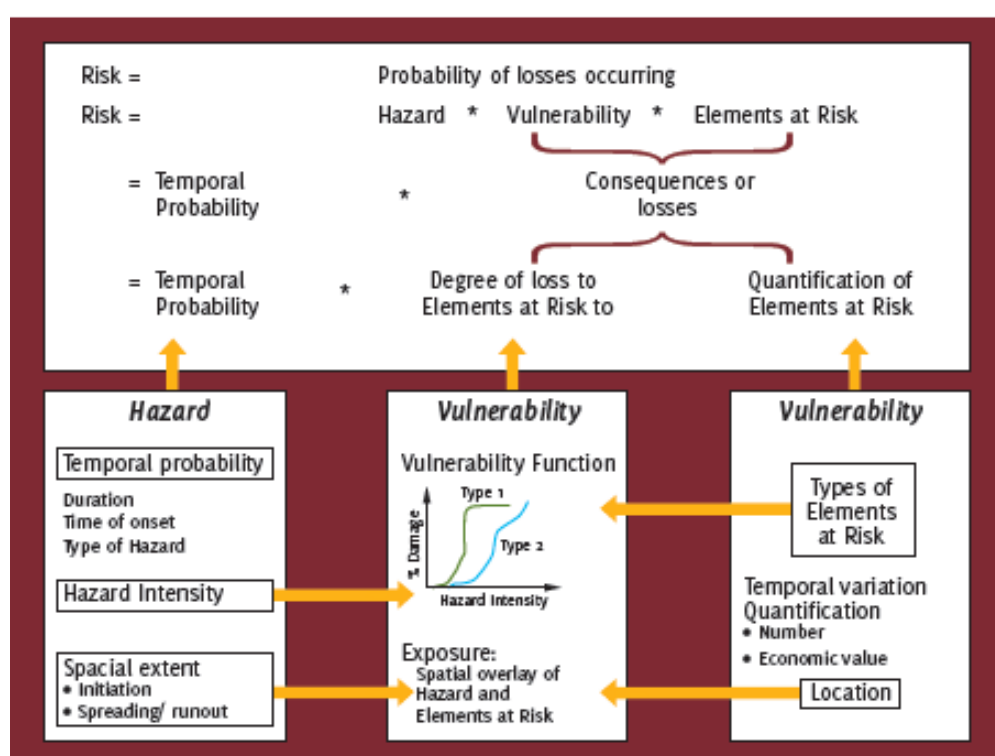 Risk = Probability of losses occurring
Risk = Hazard * Vulnerability * Elements at Risk
= Temporal Probability * Consequences or losses
= Temporal Probability * Degree of loss to Elements at Risk to Quantification of Elements at Risk
Hazard
Temporal probability
Duration
Time of onset
Type of Hazard
Hazard Intensity
Spacial extent
• Initiation
• Spreading/ runout
Vulnerability
Vulnerability Function
% Damage
Type 1
Type 2
Hazard Intensity
Exposure:
Spatial overlay of
Hazard and
Elements at Risk
Vulnerability
Types of
Elements
at Risk
Temporal variation
Quantification
• Number
• Economic value
Location